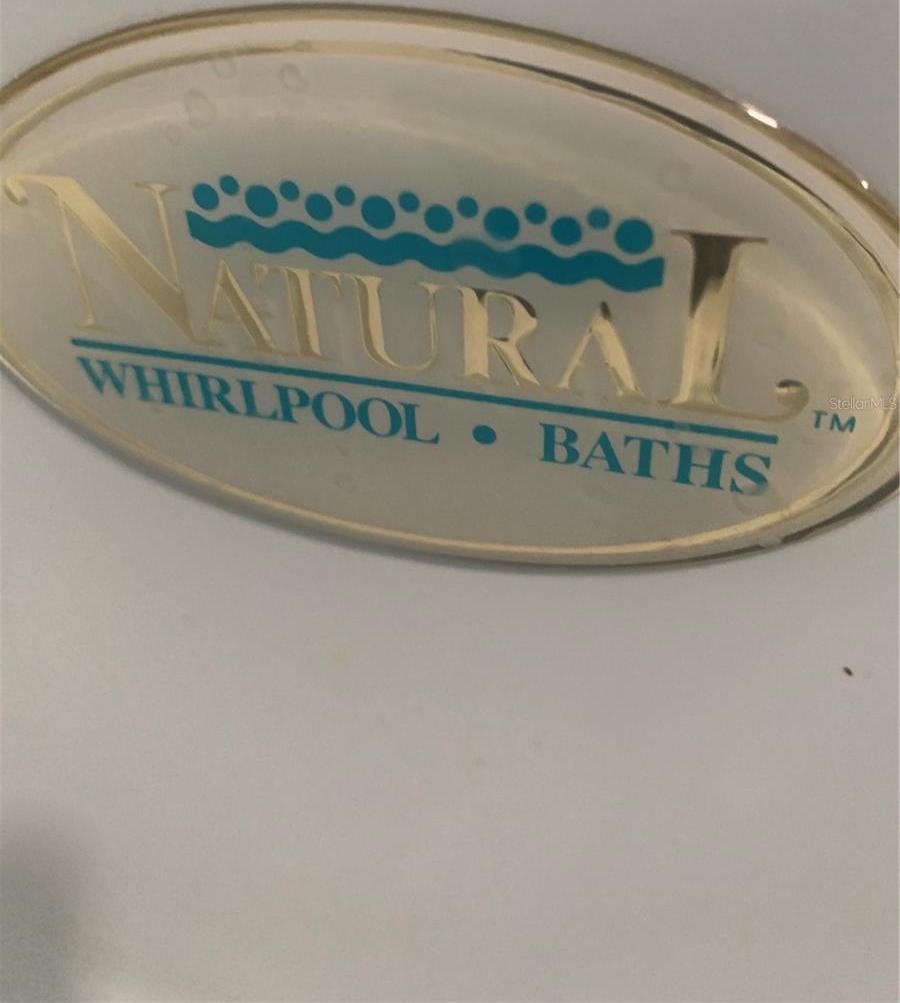 NATURAL
WHIRLPOOL • BATHS
TM
Stellar MLS